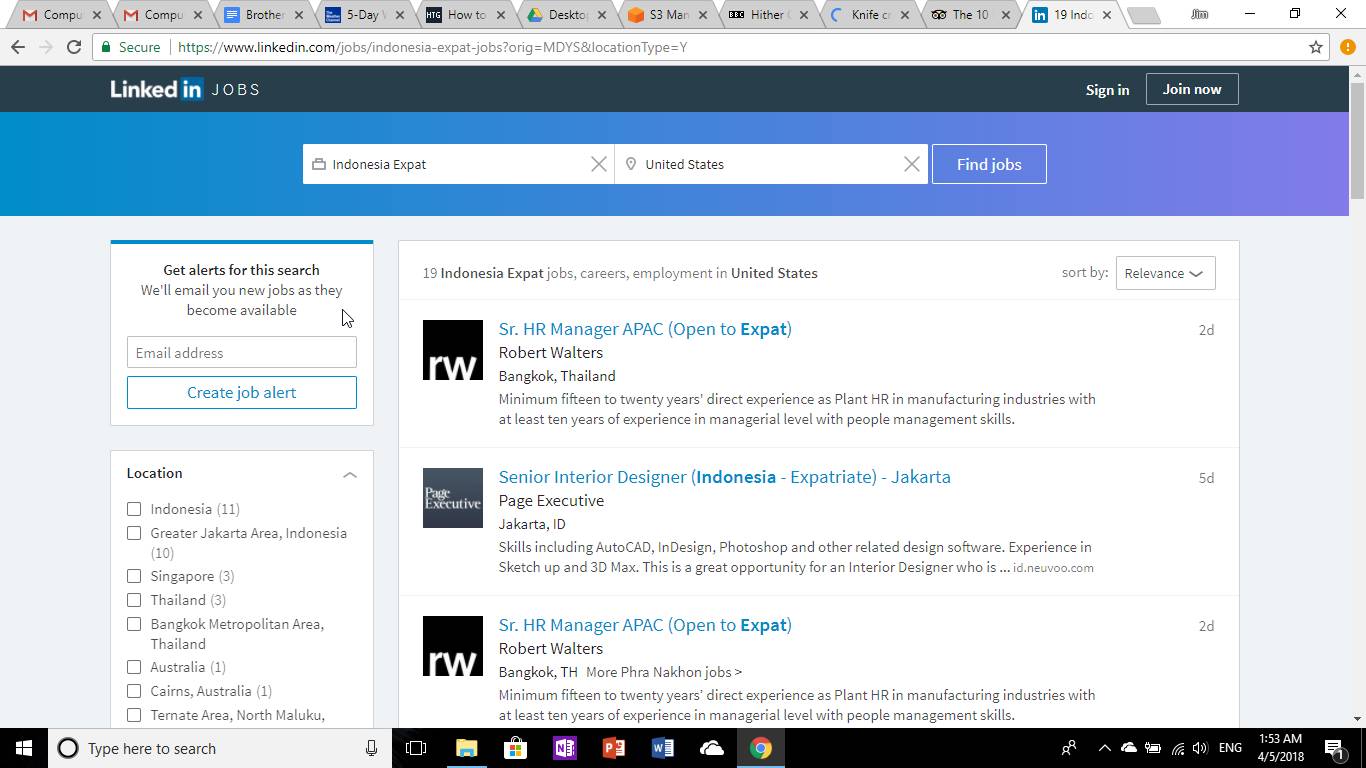 Compu
Compu
Brother
5-Day
How to
Deskto
S3 Man
Hither
Knife cr
The 10
19 Indo
Jim
Secure
https://www.linkedin.com/jobs/indonesia-expat-jobs?orig=MDYS&locationType=Y
Linked in JOBS
Sign in
Join now
Indonesia Expat
United States
Find jobs
Get alerts for this search
We'll email you new jobs as they
become available
Email address
Create job alert
Location
Indonesia (11)
Greater Jakarta Area, Indonesia
(10)
Singapore (3)
Thailand (3)
Bangkok Metropolitan Area,
Thailand
Australia (1)
Cairns, Australia (1)
Ternate Area, North Maluku,
19 Indonesia Expat jobs, careers, employment in United States
sort by: Relevance
Sr. HR Manager APAC (Open to Expat)
2d
rw
Robert Walters
Bangkok, Thailand
Minimum fifteen to twenty years' direct experience as Plant HR in manufacturing industries with
at least ten years of experience in managerial level with people management skills.
Senior Interior Designer (Indonesia - Expatriate) - Jakarta
5d
Page
Executive
Page Executive
Jakarta, ID
Skills including AutoCAD, InDesign, Photoshop and other related design software. Experience in
Sketch up and 3D Max. This is a great opportunity for an Interior Designer who is ... id.neuvoo.com
Sr. HR Manager APAC (Open to Expat)
2d
rw
Robert Walters
Bangkok, TH More Phra Nakhon jobs >
Minimum fifteen to twenty years' direct experience as Plant HR in manufacturing industries with
at least ten years of experience in managerial level with people management skills.
Type here to search
ENG
1:53 AM
4/5/2018
1